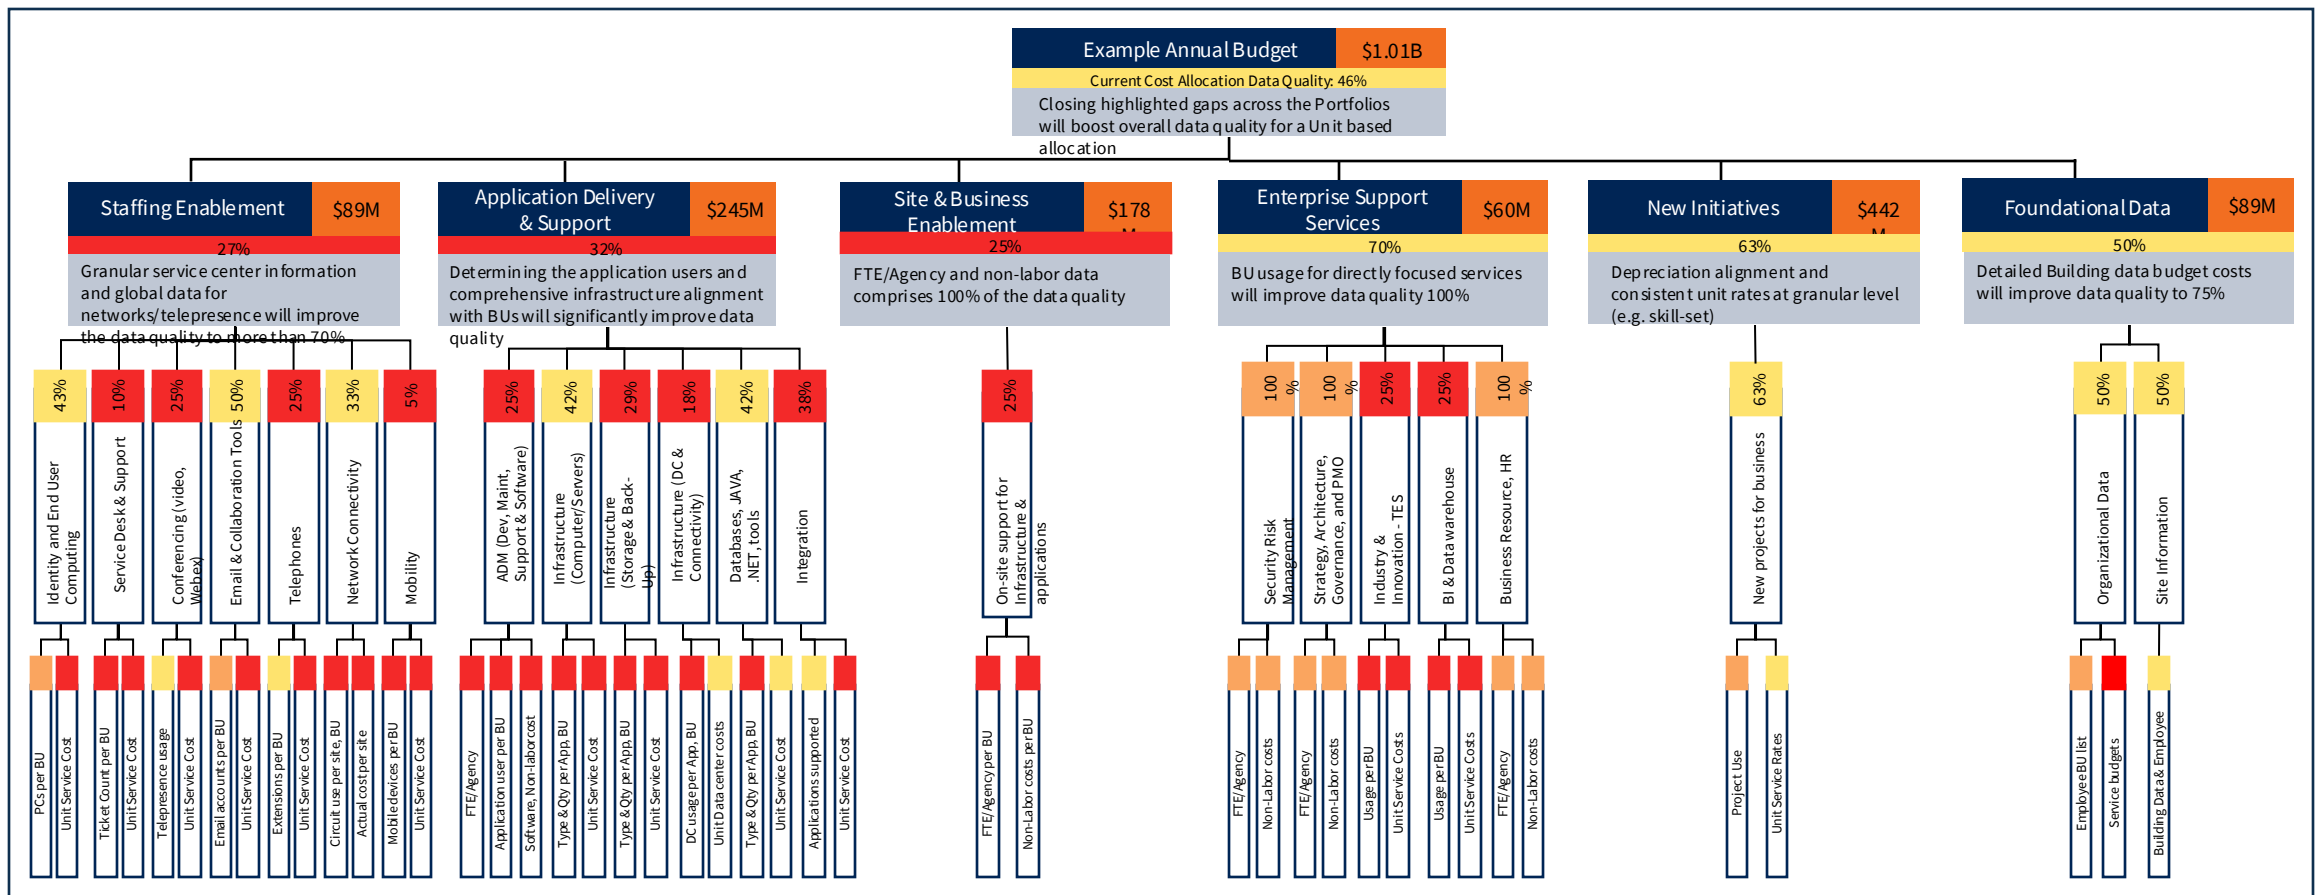 Example Annual Budget
$1.01B
Current Cost Allocation Data Quality: 46%
Closing highlighted gaps across the Portfolios
will boost overall data quality for a Unit based
allocation
Staffing Enablement
$89M
27%
Granular service center information
and global data for
networks/telepresence will improve
the data quality to more than 70%
Application Delivery
& Support
$245M
32%
Determining the application users and
comprehensive infrastructure alignment
with BUs will significantly improve data
quality
Site & Business
Enablement
$178
M
25%
FTE/Agency and non-labor data
comprises 100% of the data quality
Enterprise Support
Services
$60M
70%
BU usage for directly focused services
will improve data quality 100%
New Initiatives
$442
M
63%
Depreciation alignment and
consistent unit rates at granular level
(e.g. skill-set)
Foundational Data
$89M
50%
Detailed Building data budget costs
will improve data quality to 75%
43%
Identity and End User
Computing
10%
Service Desk & Support
25%
Conferencing (video,
Webex)
50%
Email & Collaboration Tools
25%
Telephones
33%
Network Connectivity
5%
Mobility
25%
ADM (Dev, Maint,
Support & Software)
42%
Infrastructure
(Computer/Servers)
29%
Infrastructure
(Storage & Back-
Up)
18%
Infrastructure (DC &
Connectivity)
42%
Databases, JAVA,
.NET, tools
38%
Integration
25%
On-site support for
Infrastructure &
applications
100
%
Security Risk
Management
100
%
Strategy, Architecture,
Governance, and PMO
25%
Industry &
Innovation - TES
25%
BI & Data warehouse
100
%
Business Resource, HR
63%
New projects for business
50%
Organizational Data
50%
Site Information
PCs per BU
Unit Service Cost
Ticket Count per BU
Unit Service Cost
Telepresence usage
Unit Service Cost
Email accounts per BU
Unit Service Cost
Extensions per BU
Unit Service Cost
Circuit use per site, BU
Actual cost per site
Mobile devices per BU
Unit Service Cost
FTE/Agency
Application user per BU
Software, Non-labor cost
Type & Qty per App, BU
Unit Service Cost
Type & Qty per App, BU
Unit Service Cost
DC usage per App, BU
Unit Data center costs
Type & Qty per App, BU
Unit Service Cost
Applications supported
Unit Service Cost
FTE/Agency per BU
Non-Labor costs per BU
FTE/Agency
Non-Labor costs
FTE/Agency
Non-Labor costs
Usage per BU
Unit Service Costs
Usage per BU
Unit Service Costs
FTE/Agency
Non-Labor costs
Project Use
Unit Service Rates
Employee BU list
Service budgets
Building Data & Employee